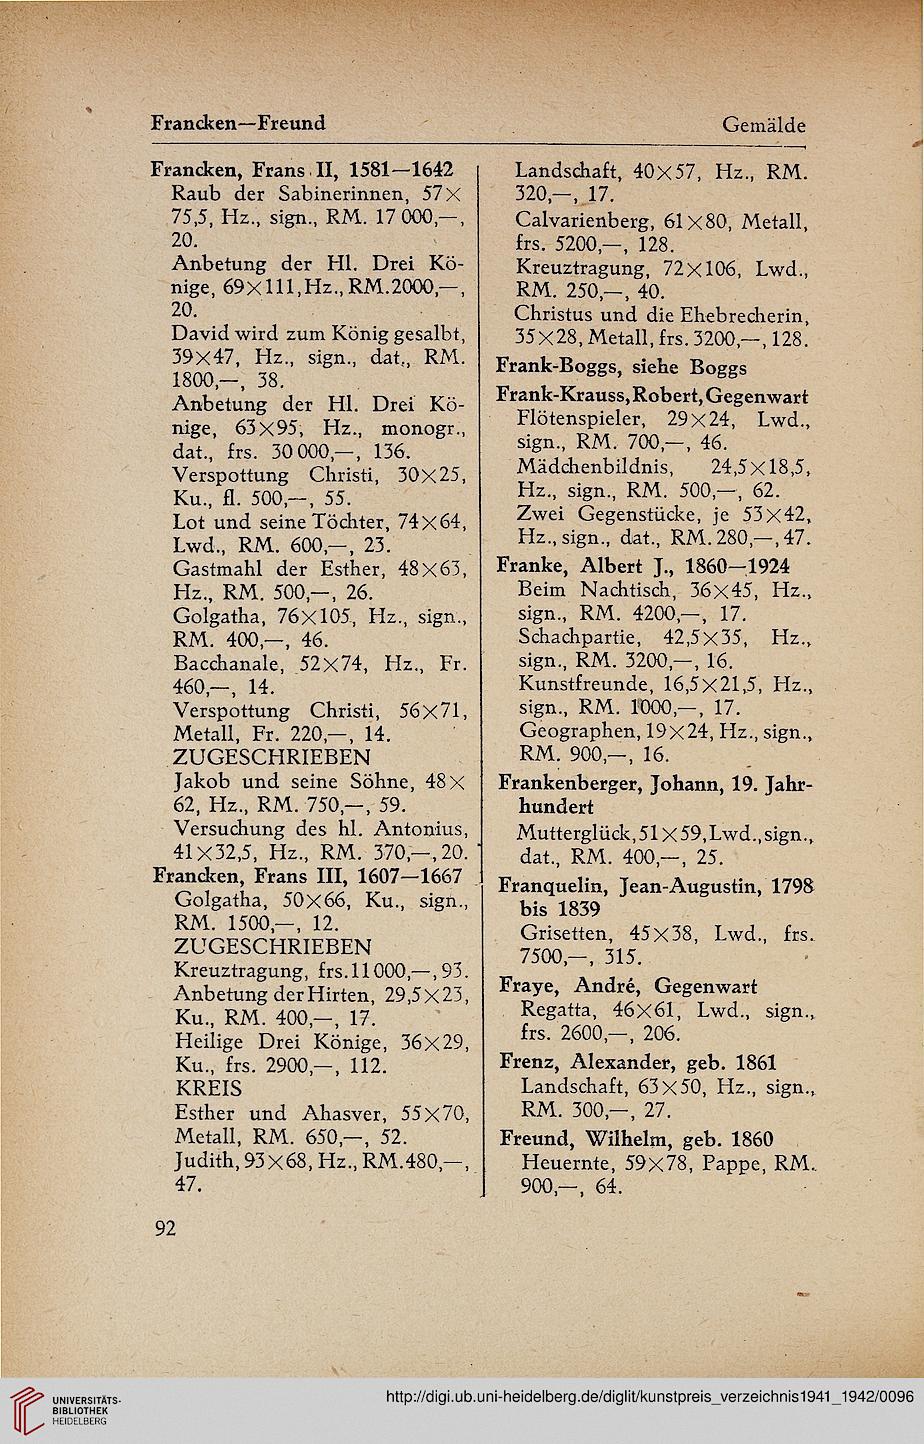 Francken—Freund
Gemälde
Francken, Frans II, 1581—1642
Raub der Sabinerinnen, 57×
75,5, Hz., sign., RM. 17 000,—,
20.
Anbetung der Hl. Drei Kö-
nige, 69×111, Hz., RM. 2000,—,
20.
David wird zum König gesalbt,
39×47, Hz., sign., dat., RM.
1800,—, 38.
Anbetung der Hl. Drei Kö-
nige, 63×95, Hz., monogr.,
dat., frs. 30 000,—, 136.
Verspottung Christi, 30×25,
Ku., fl. 500,—, 55.
Lot und seine Töchter, 74×64,
Lwd., RM. 600,—, 23.
Gastmahl der Esther, 48×63,
Hz., RM. 500,—, 26.
Golgatha, 76×105, Hz., sign.,
RM. 400,—, 46.
Bacchanale, 52×74, Hz., Fr.
460,—, 14.
Verspottung Christi, 56×71,
Metall, Fr. 220,—, 14.
ZUGESCHRIEBEN
Jakob und seine Söhne, 48×
62, Hz., RM. 750,—, 59.
Versuchung des hl. Antonius,
41×32,5, Hz., RM. 370,—, 20.
Francken, Frans III, 1607—1667
Golgatha, 50×66, Ku., sign.,
RM. 1500,—, 12.
ZUGESCHRIEBEN
Kreuztragung, frs. 11 000,—, 93.
Anbetung der Hirten, 29,5×23,
Ku., RM. 400,—, 17.
Heilige Drei Könige, 36×29,
Ku., frs. 2900,—, 112.
KREIS
Esther und Ahasver, 55×70,
Metall, RM. 650,—, 52.
Judith, 93×68, Hz., RM. 480,—,
47.
Landschaft, 40×57, Hz., RM.
320,—, 17.
Calvarienberg, 61×80, Metall,
frs. 5200,—, 128.
Kreuztragung, 72×106, Lwd.,
RM. 250,—, 40.
Christus und die Ehebrecherin,
35×28, Metall, frs. 3200,—, 128.
Frank-Boggs, siehe Boggs
Frank-Krauss, Robert, Gegenwart
Flötenspieler, 29×24, Lwd.,
sign., RM. 700,—, 46.
Mädchenbildnis, 24,5×18,5,
Hz., sign., RM. 500,—, 62.
Zwei Gegenstücke, je 53×42,
Hz., sign., dat., RM. 280,—, 47.
Franke, Albert J., 1860—1924
Beim Nachtisch, 36×45, Hz.,
sign., RM. 4200,—, 17.
Schachpartie, 42,5×35, Hz.,
sign., RM. 3200,—, 16.
Kunstfreunde, 16,5×21,5, Hz.,
sign., RM. 1000,—, 17.
Geographen, 19×24, Hz., sign.,
RM. 900,—, 16.
Frankenberger, Johann, 19. Jahr-
hundert
Mutterglück, 51×59, Lwd., sign.,
dat., RM. 400,—, 25.
Franquelin, Jean-Augustin, 1798
bis 1839
Grisetten, 45×38, Lwd., frs.
7500,—, 315.
Fraye, André, Gegenwart
Regatta, 46×61, Lwd., sign.,
frs. 2600,—, 206.
Frenz, Alexander, geb. 1861
Landschaft, 63×50, Hz., sign.,
RM. 300,—, 27.
Freund, Wilhelm, geb. 1860
Heuernte, 59×78, Pappe, RM.
900,—, 64.
92
UNIVERSITÄTS-
BIBLIOTHEK
HEIDELBERG
http://digi.ub.uni-heidelberg.de/diglit/kunstpreis_verzeichnis1941_1942/0096